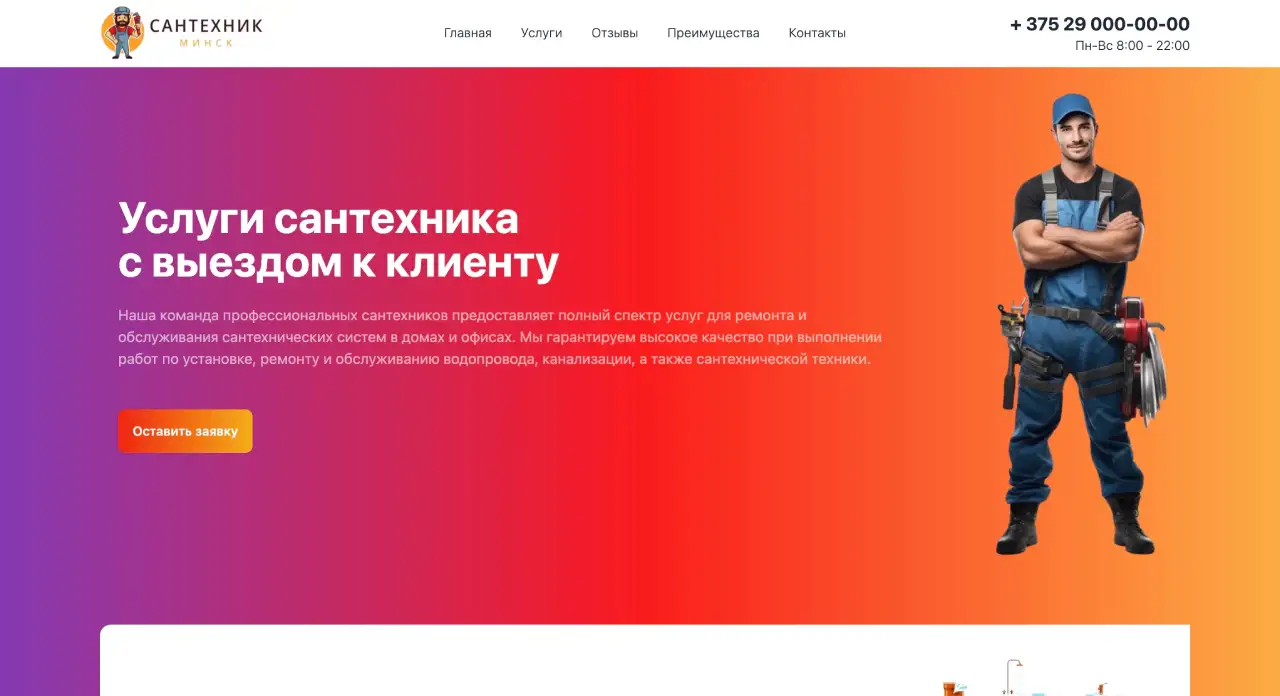 САНТЕХНИК
МИНСК
Главная Услуги Отзывы Преимущества Контакты
+ 375 29 000-00-00
Пн-Вс 8:00 - 22:00
Услуги сантехника
с выездом к клиенту
Наша команда профессиональных сантехников предоставляет полный спектр услуг для ремонта и
обслуживания сантехнических систем в домах и офисах. Мы гарантируем высокое качество при выполнении
работ по установке, ремонту и обслуживанию водопровода, канализации, а также сантехнической техники.
Оставить заявку